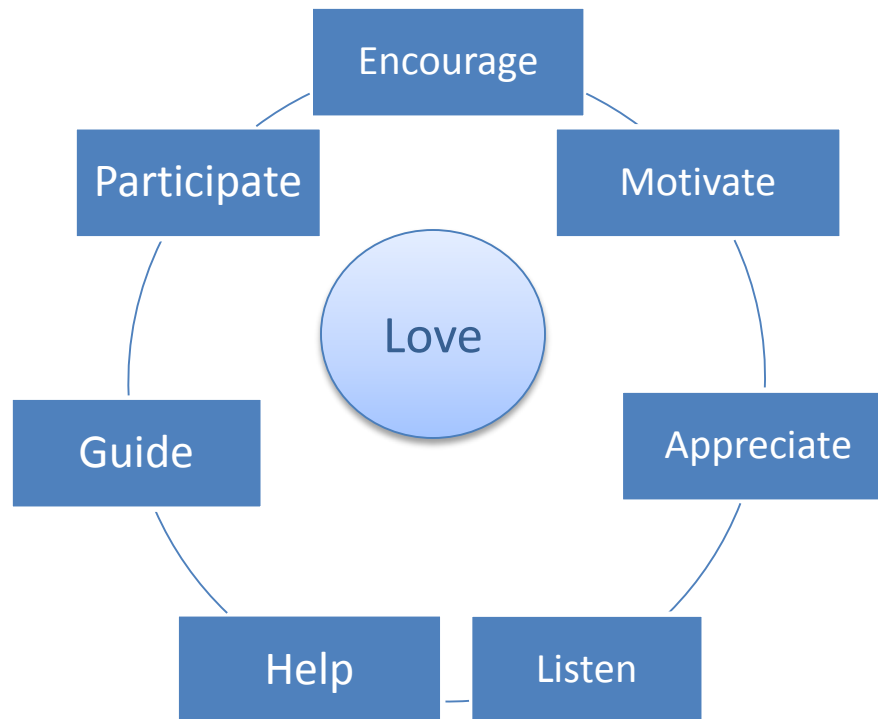 Encourage
Motivate
Appreciate
Listen
Help
Guide
Participate
Love